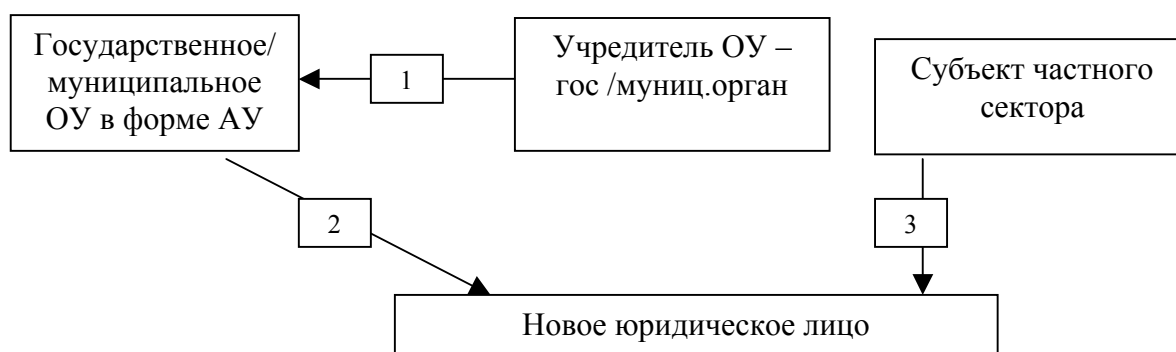 Государственное/
муниципальное
ОУ в форме АУ
1
Учредитель ОУ –
гос /муниц.орган
Субъект частного
сектора
2
3
Новое юридическое лицо